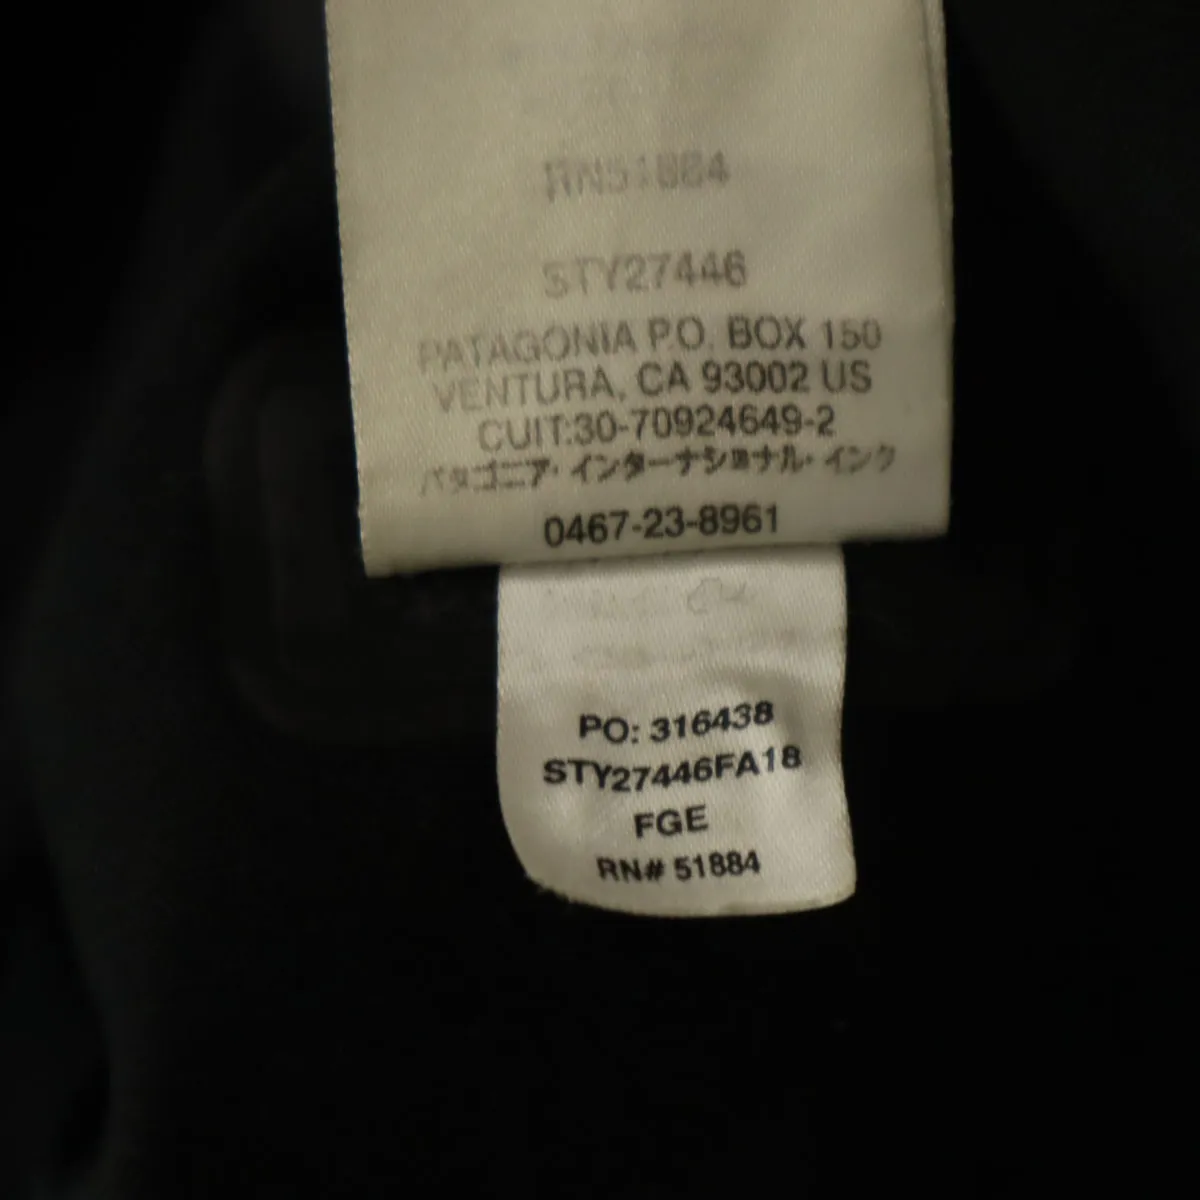 RN51884
STY27446
PATAGONIA P.O. BOX 150
VENTURA, CA 93002 US
CUIT:30-70924649-2
パタゴニア・インターナショナル・インク
0467-23-8961
PO: 316438
STY27446FA18
FGE
RN# 51884